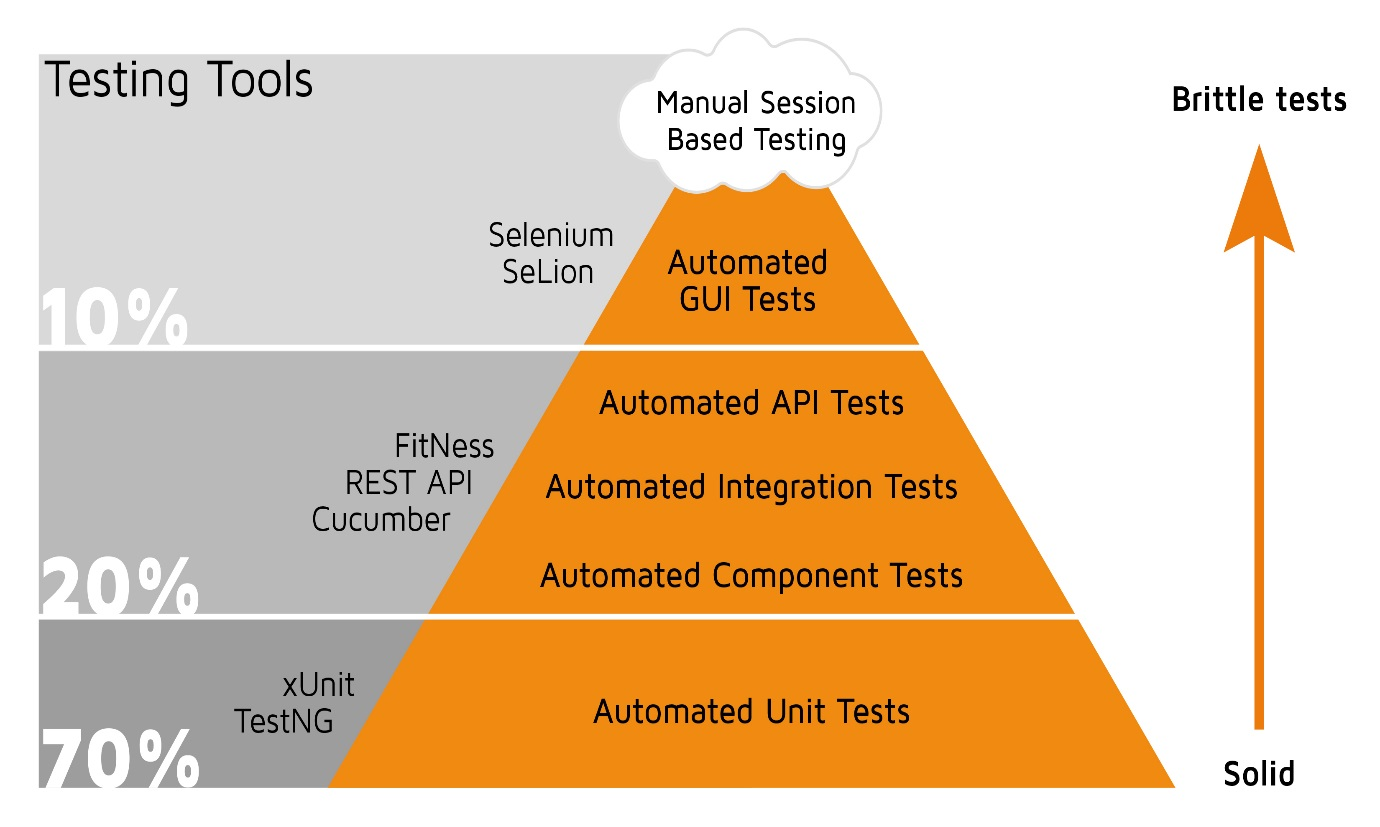 Testing Tools
Manual Session
Based Testing
Brittle tests
Selenium
SeLion
Automated
GUI Tests
10%
Automated API Tests
FitNess
REST API
Cucumber
Automated Integration Tests
Automated Component Tests
20%
xUnit
TestNG
Automated Unit Tests
70%
Solid